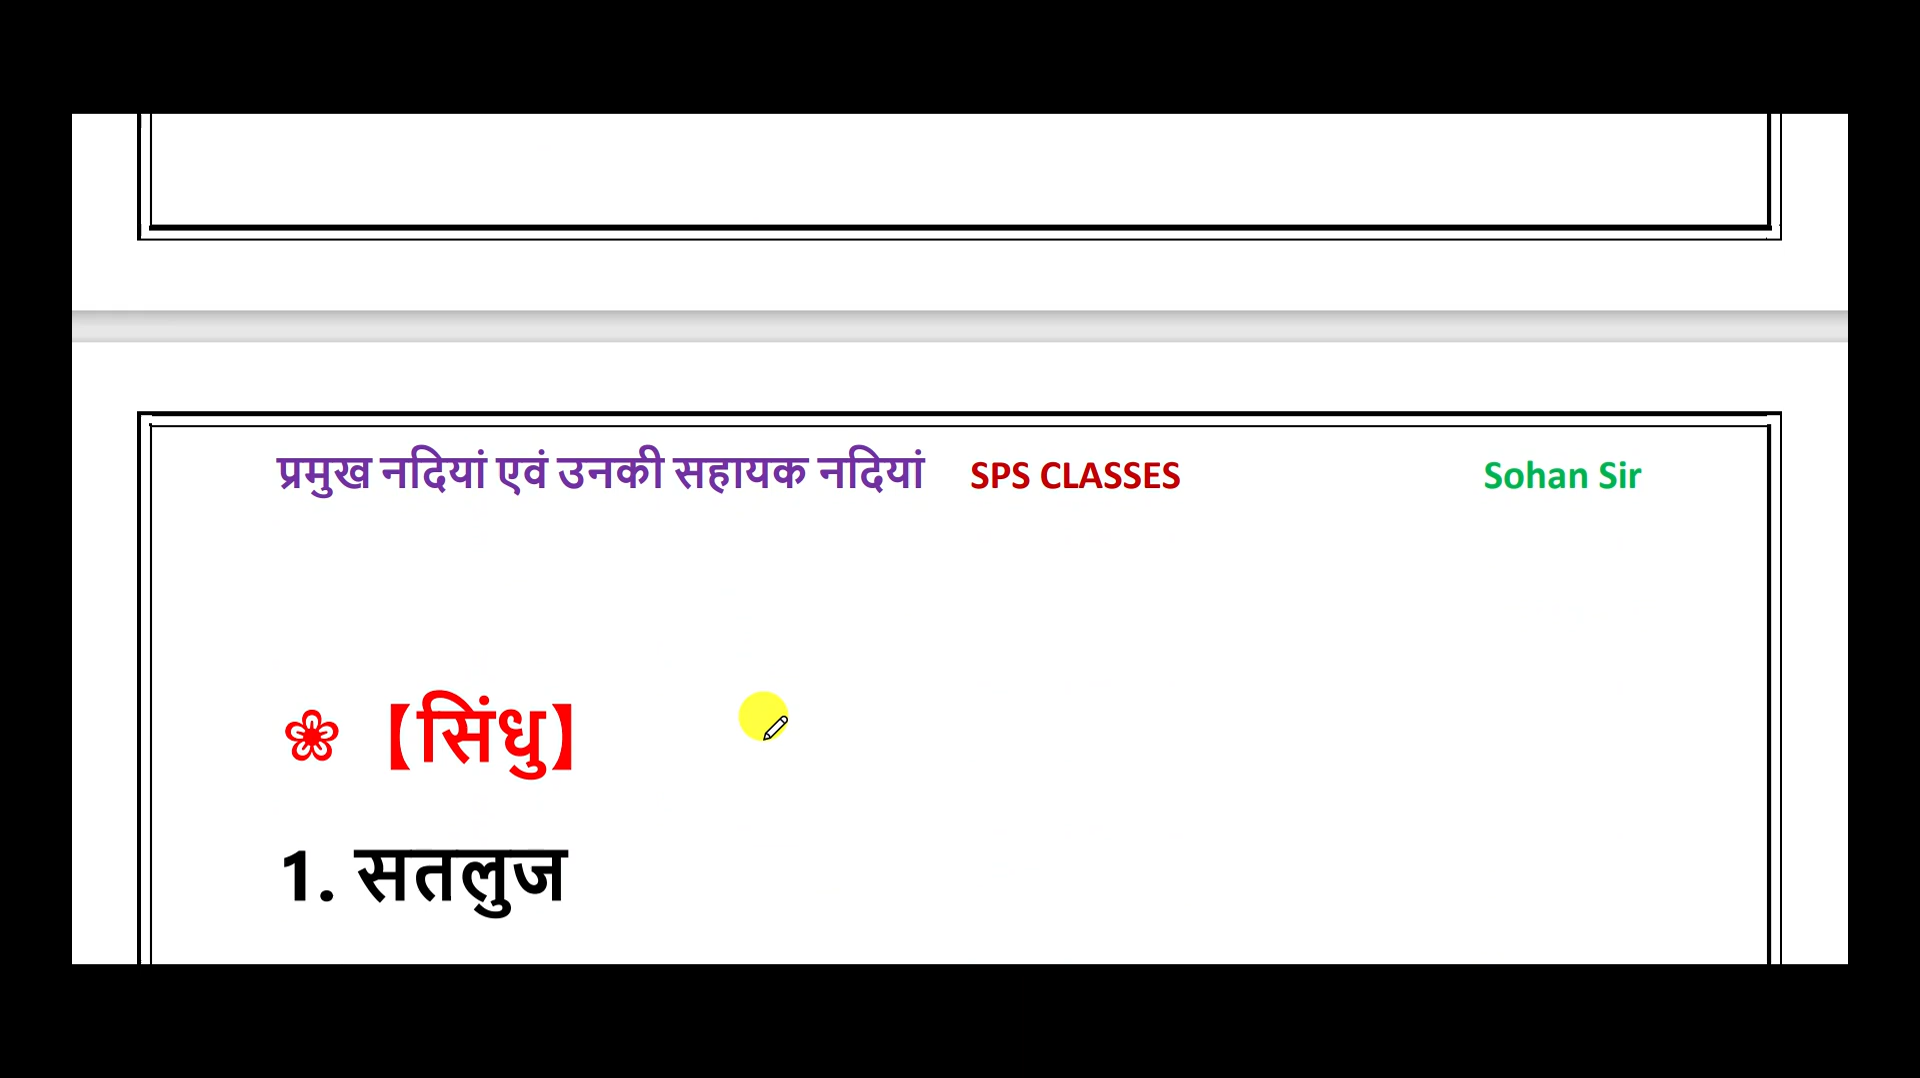 प्रमुख नदियां एवं उनकी सहायक नदियां SPS CLASSES Sohan Sir
❀ 【सिंधु】
1. सतलुज